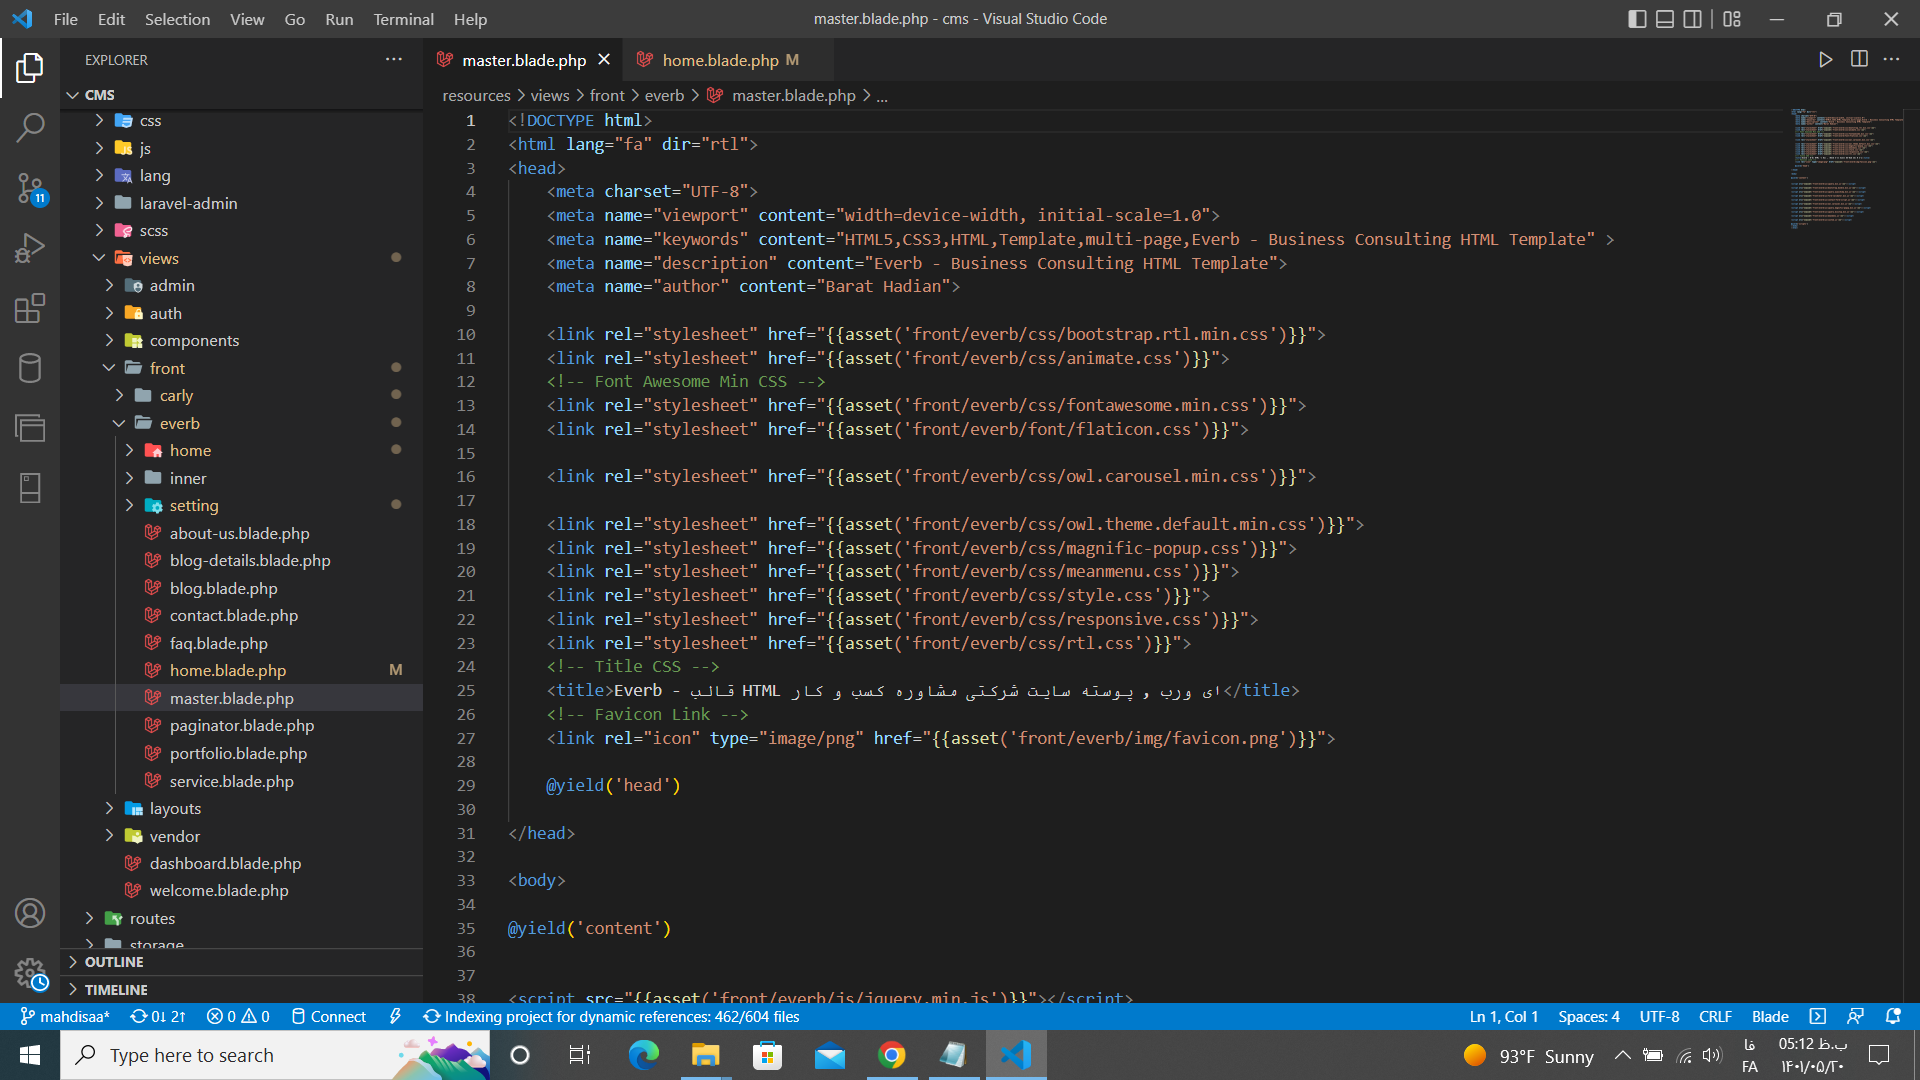 File Edit Selection View Go Run Terminal Help
master.blade.php - cms - Visual Studio Code
EXPLORER
CMS
css
js
lang
laravel-admin
scss
views
admin
auth
components
front
carly
everb
home
inner
setting
about-us.blade.php
blog-details.blade.php
blog.blade.php
contact.blade.php
faq.blade.php
home.blade.php M
master.blade.php
paginator.blade.php
portfolio.blade.php
service.blade.php
layouts
vendor
dashboard.blade.php
welcome.blade.php
routes
storage
OUTLINE
TIMELINE
11
master.blade.php
home.blade.php M
resources > views > front > everb > master.blade.php > ...
1 <!DOCTYPE html>
2 <html lang="fa" dir="rtl">
3 <head>
4 <meta charset="UTF-8">
5 <meta name="viewport" content="width=device-width, initial-scale=1.0">
6 <meta name="keywords" content="HTML5,CSS3,HTML,Template,multi-page,Everb - Business Consulting HTML Template" >
7 <meta name="description" content="Everb - Business Consulting HTML Template">
8 <meta name="author" content="Barat Hadian">
9
10 <link rel="stylesheet" href="{{asset('front/everb/css/bootstrap.rtl.min.css')}}">
11 <link rel="stylesheet" href="{{asset('front/everb/css/animate.css')}}">
12 <!-- Font Awesome Min CSS -->
13 <link rel="stylesheet" href="{{asset('front/everb/css/fontawesome.min.css')}}">
14 <link rel="stylesheet" href="{{asset('front/everb/font/flaticon.css')}}">
15
16 <link rel="stylesheet" href="{{asset('front/everb/css/owl.carousel.min.css')}}">
17
18 <link rel="stylesheet" href="{{asset('front/everb/css/owl.theme.default.min.css')}}">
19 <link rel="stylesheet" href="{{asset('front/everb/css/magnific-popup.css')}}">
20 <link rel="stylesheet" href="{{asset('front/everb/css/meanmenu.css')}}">
21 <link rel="stylesheet" href="{{asset('front/everb/css/style.css')}}">
22 <link rel="stylesheet" href="{{asset('front/everb/css/responsive.css')}}">
23 <link rel="stylesheet" href="{{asset('front/everb/css/rtl.css')}}">
24 <!-- Title CSS -->
25 <title>Everb - قالب HTML ای ورب , پوسته سایت شرکتی مشاوره کسب و کار</title>
26 <!-- Favicon Link -->
27 <link rel="icon" type="image/png" href="{{asset('front/everb/img/favicon.png')}}">
28
29 @yield('head')
30
31 </head>
32
33 <body>
34
35 @yield('content')
36
37
38 <script src="{{asset('front/everb/js/jquery.min.js')}}"></script>
mahdisaa* 0↓ 2↑ 0 0 Connect Indexing project for dynamic references: 462/604 files
Ln 1, Col 1 Spaces: 4 UTF-8 CRLF Blade
Type here to search
93°F Sunny
فا
FA
05:12 ب.ظ
۱۴۰۱/۰۵/۲۰